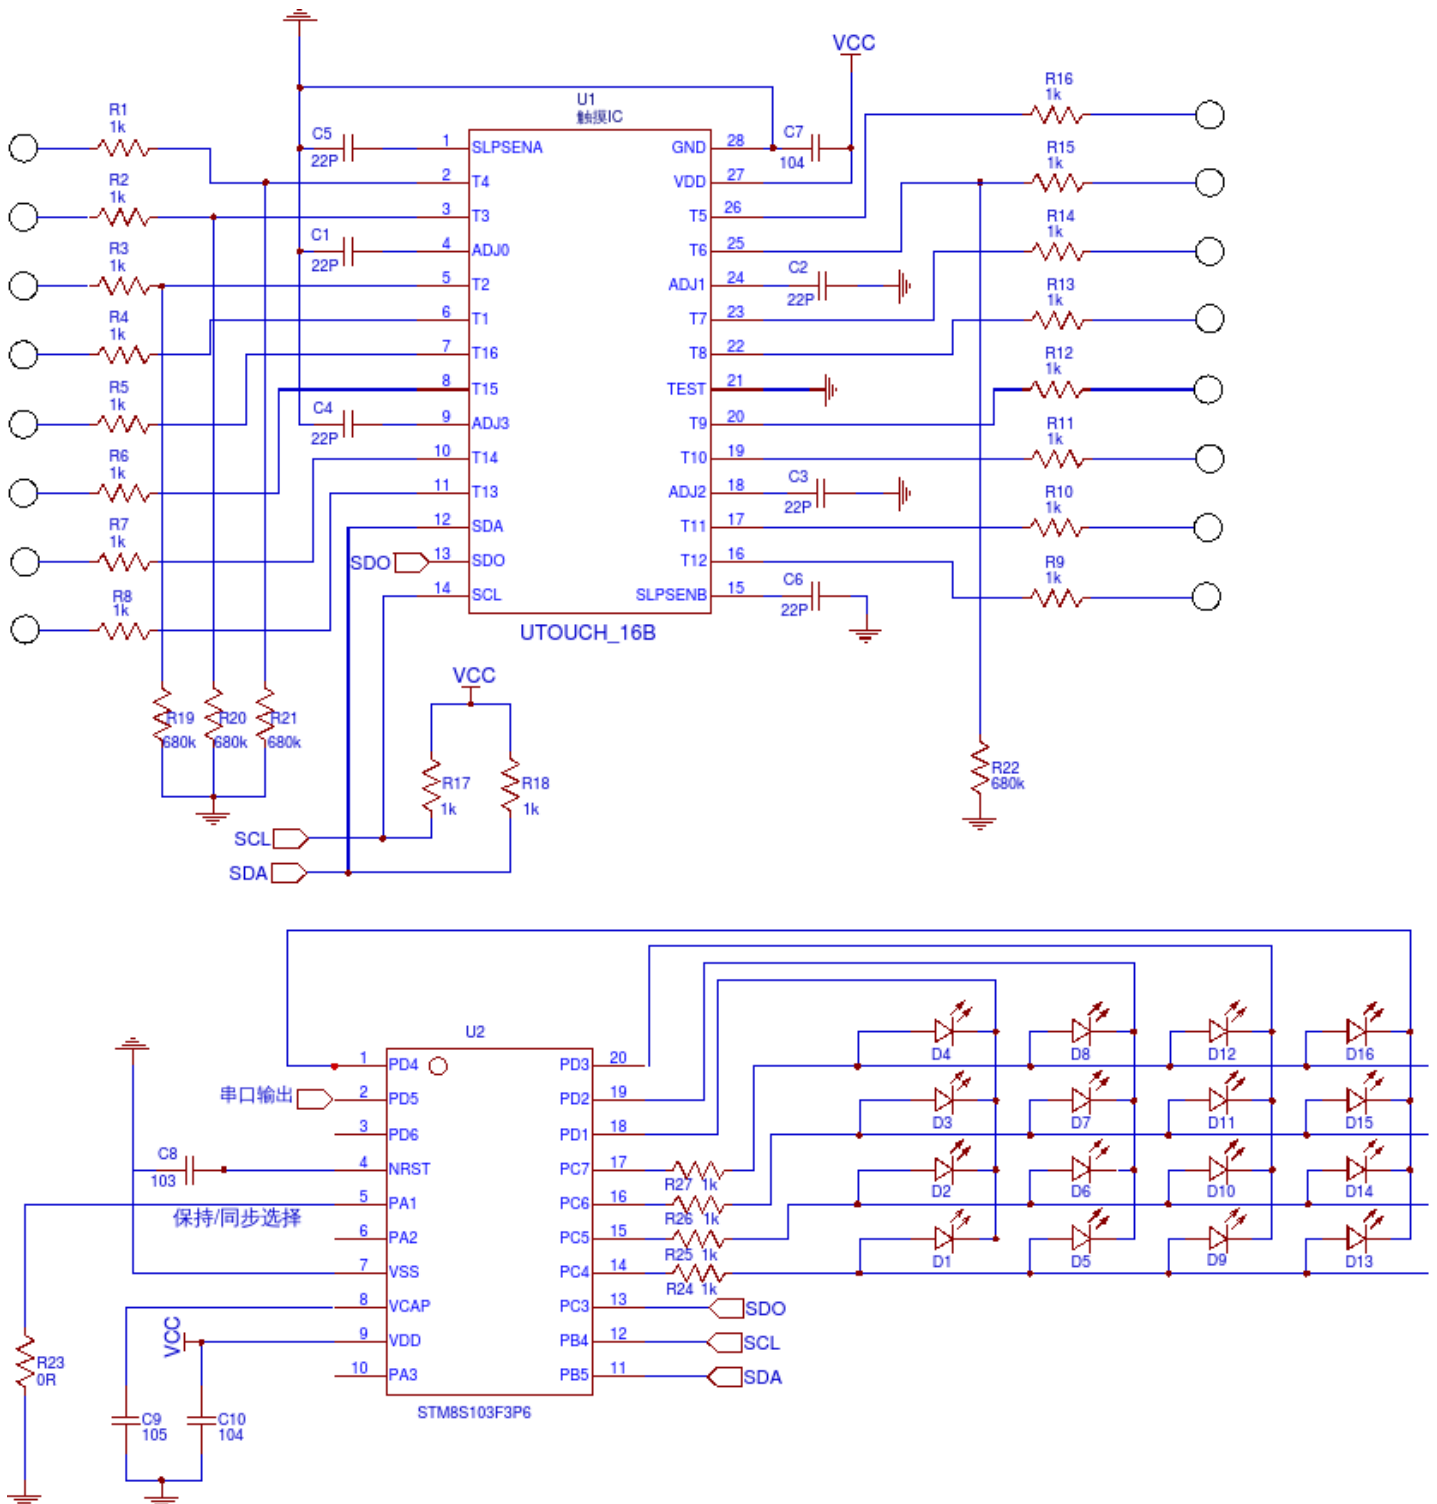 VCC
U1
触摸IC
R1
1k
R2
1k
R3
1k
R4
1k
R5
1k
R6
1k
R7
1k
R8
1k
C5
22P
C1
22P
C4
22P
1 SLPSENA
2 T4
3 T3
4 ADJ0
5 T2
6 T1
7 T16
8 T15
9 ADJ3
10 T14
11 T13
12 SDA
SDO 13 SDO
14 SCL
GND 28
VDD 27
T5 26
T6 25
ADJ1 24
T7 23
T8 22
TEST 21
T9 20
T10 19
ADJ2 18
T11 17
T12 16
SLPSENB 15
UTOUCH_16B
C7
104
C2
22P
C3
22P
C6
22P
R16
1k
R15
1k
R14
1k
R13
1k
R12
1k
R11
1k
R10
1k
R9
1k
R19
680k
R20
680k
R21
680k
VCC
R17
1k
R18
1k
SCL
SDA
R22
680k
U2
1 PD4
串口输出 2 PD5
3 PD6
4 NRST
5 PA1
6 PA2
7 VSS
8 VCAP
9 VDD
10 PA3
PD3 20
PD2 19
PD1 18
PC7 17
PC6 16
PC5 15
PC4 14
PC3 13 SDO
PB4 12 SCL
PB5 11 SDA
STM8S103F3P6
C8
103
保持/同步选择
VCC
R23
0R
C9
105
C10
104
R27 1k
R26 1k
R25 1k
R24 1k
D4 D8 D12 D16
D3 D7 D11 D15
D2 D6 D10 D14
D1 D5 D9 D13